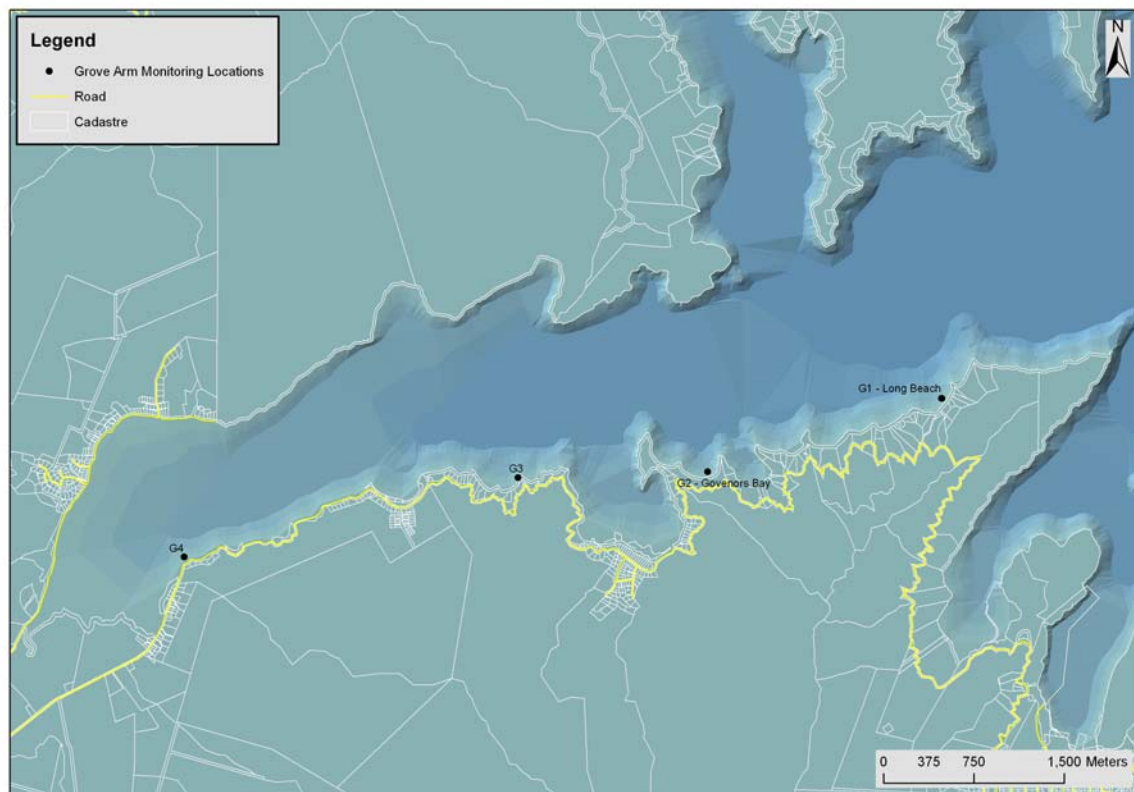 Legend
Grove Arm Monitoring Locations
Road
Cadastre
N
G1 - Long Beach
G3
G2 - Govenors Bay
G4
0 375 750 1,500 Meters